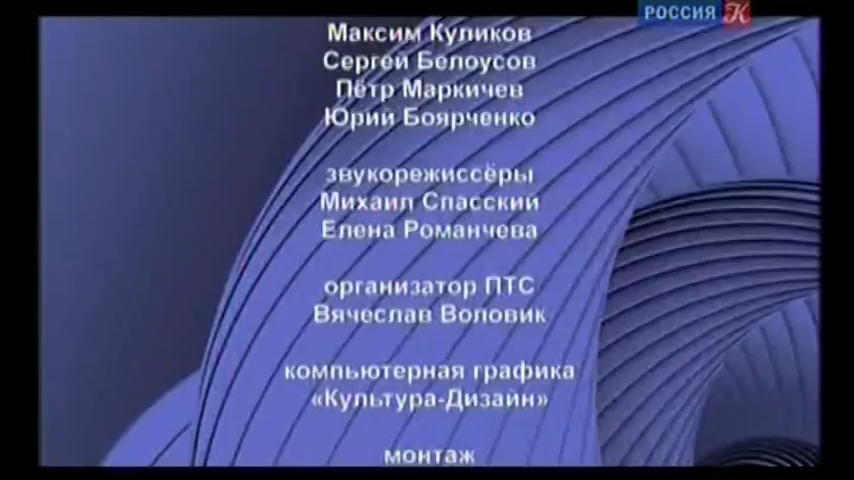 РОССИЯ К
Максим Куликов
Сергей Белоусов
Пётр Маркичев
Юрий Боярченко
звукорежиссёры
Михаил Спасский
Елена Романчева
организатор ПТС
Вячеслав Воловик
компьютерная графика
«Культура-Дизайн»
монтаж